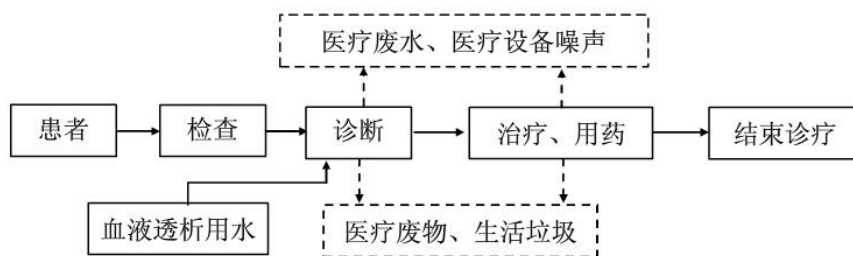 医疗废水、医疗设备噪声
患者
检查
诊断
治疗、用药
结束诊疗
血液透析用水
医疗废物、生活垃圾